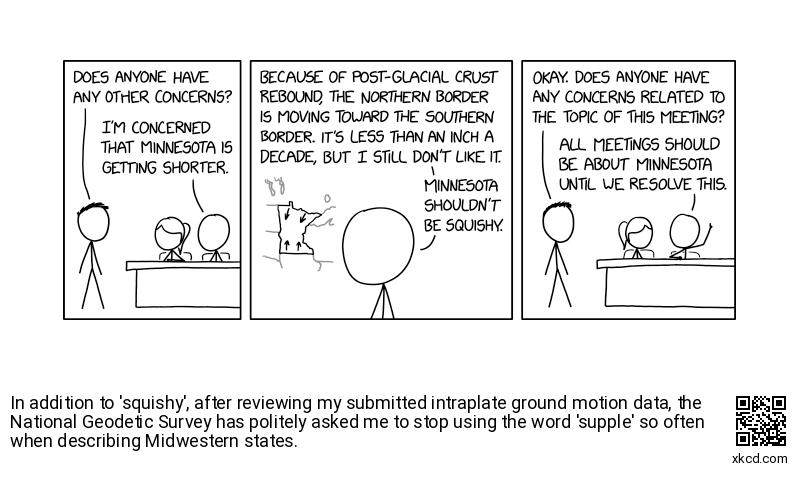 DOES ANYONE HAVE
ANY OTHER CONCERNS?
I'M CONCERNED
THAT MINNESOTA IS
GETTING SHORTER.
BECAUSE OF POST-GLACIAL CRUST
REBOUND, THE NORTHERN BORDER
IS MOVING TOWARD THE SOUTHERN
BORDER. IT'S LESS THAN AN INCH A
DECADE, BUT I STILL DON'T LIKE IT.
MINNESOTA
SHOULDN'T
BE SQUISHY.
OKAY. DOES ANYONE HAVE
ANY CONCERNS RELATED TO
THE TOPIC OF THIS MEETING?
ALL MEETINGS SHOULD
BE ABOUT MINNESOTA
UNTIL WE RESOLVE THIS.
In addition to 'squishy', after reviewing my submitted intraplate ground motion data, the
National Geodetic Survey has politely asked me to stop using the word 'supple' so often
when describing Midwestern states.
xkcd.com